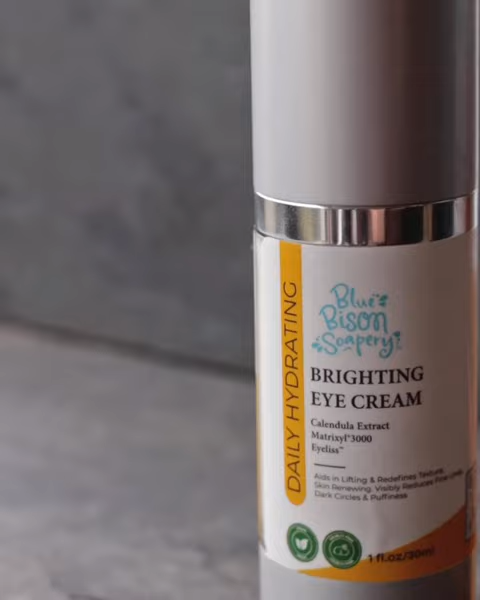 DAILY HYDRATING
Blue
Bison
Soapery
BRIGHTING
EYE CREAM
Calendula Extract
Matrixyl®3000
Eyeliss™
Aids in Lifting & Redefines Texture,
Skin Renewing, Visibly Reduces Fine Lines,
Dark Circles & Puffiness
1 fl.oz/30ml